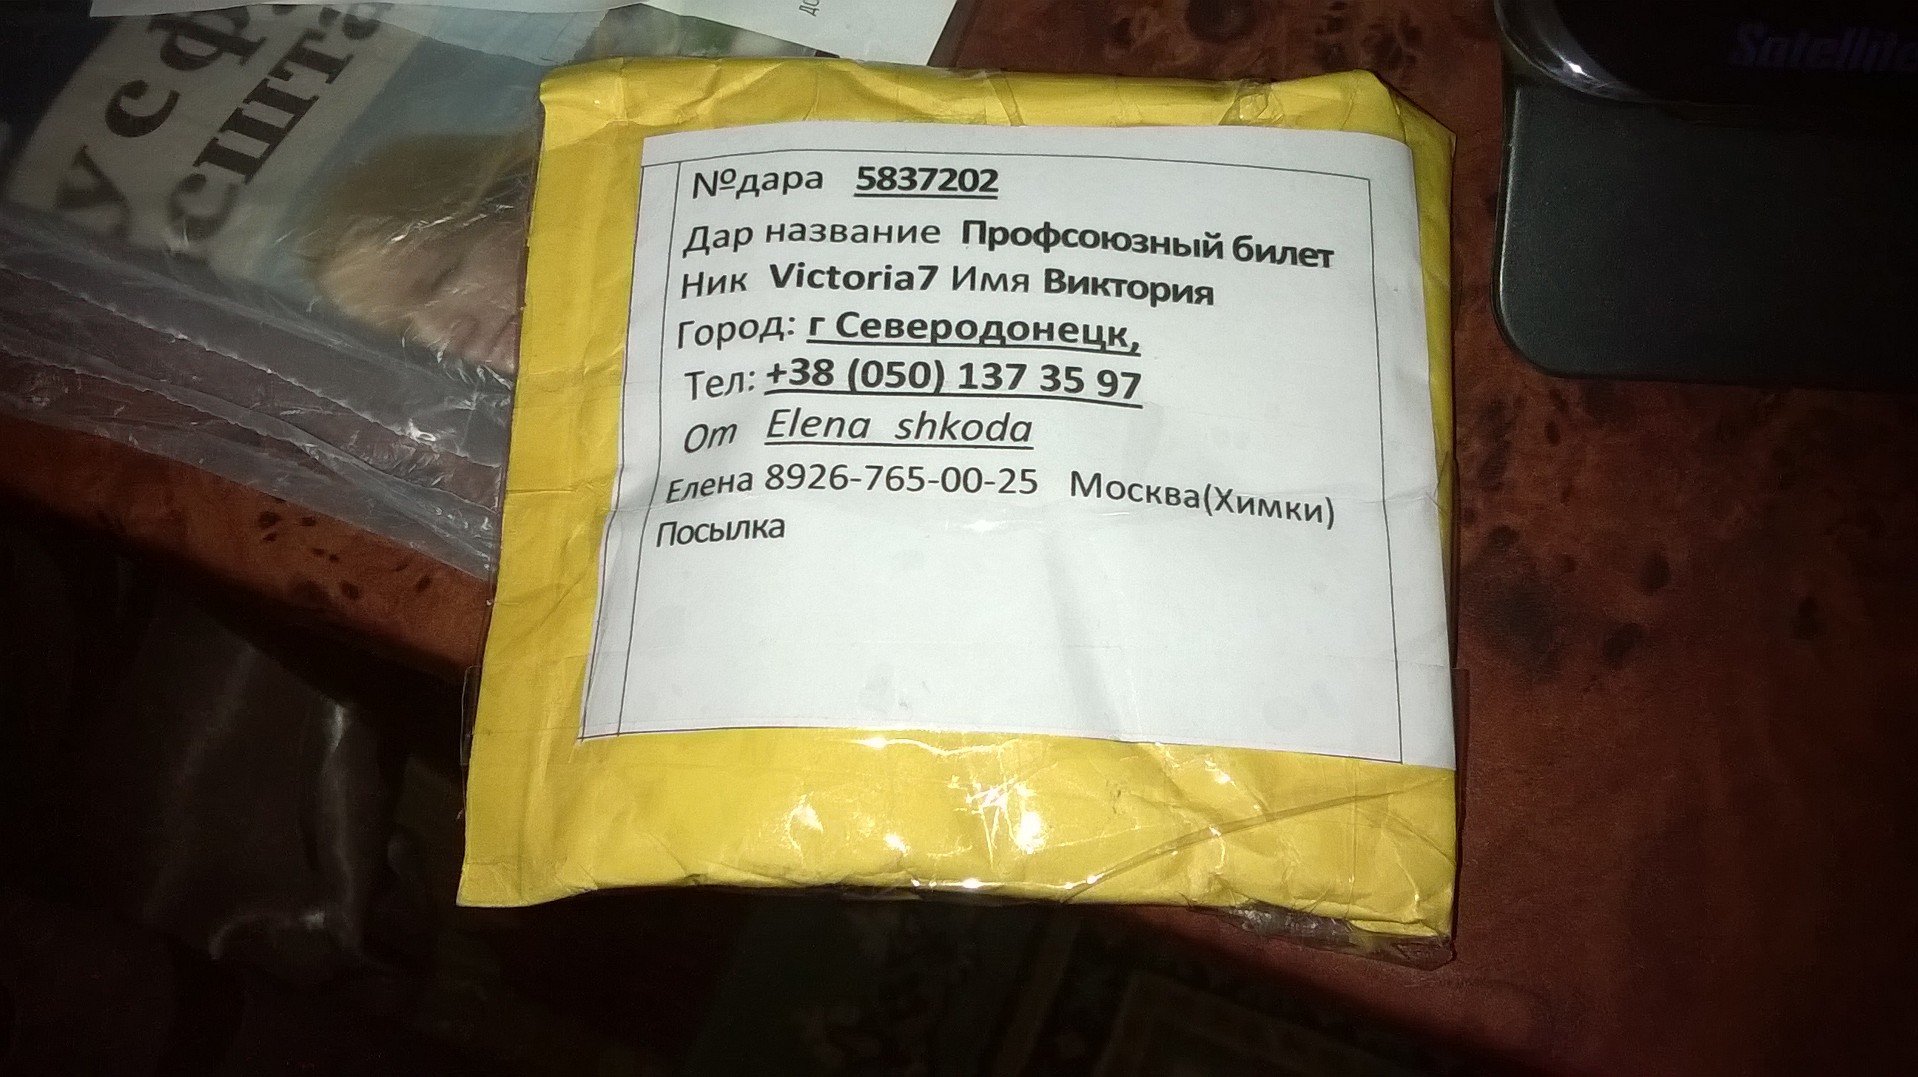 №дара 5837202
Дар название Профсоюзный билет
Ник Victoria7 Имя Виктория
Город: г Северодонецк,
Тел: +38 (050) 137 35 97
От Elena shkoda
Елена 8926-765-00-25 Москва(Химки)
Посылка
Satellite